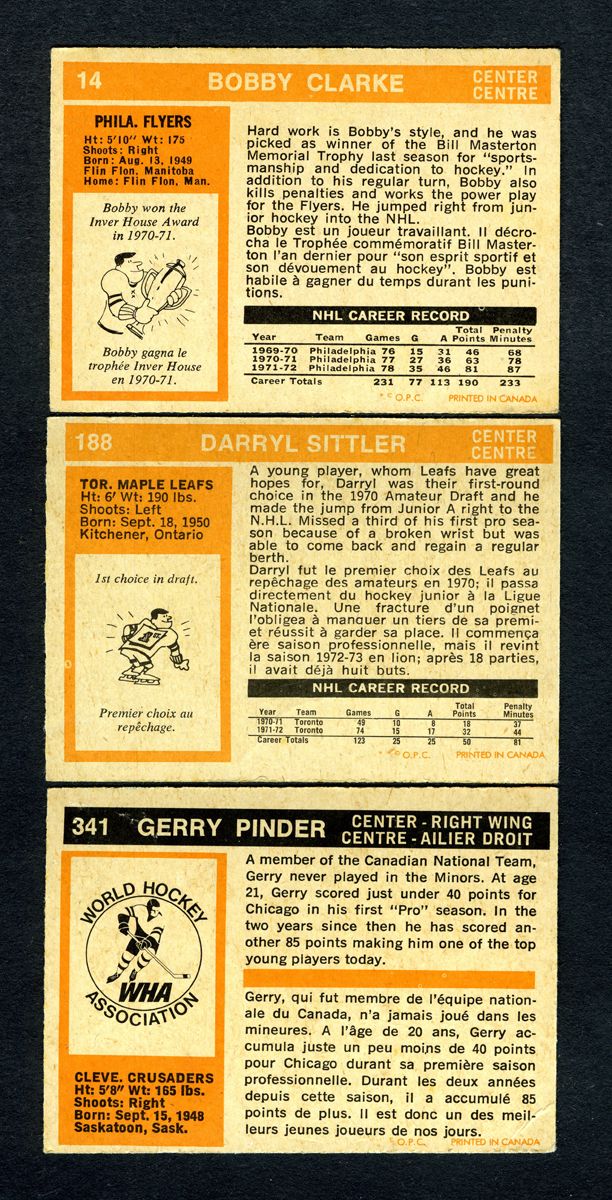 14 BOBBY CLARKE CENTER
CENTRE
PHILA. FLYERS
Ht: 5'10" Wt: 175
Shoots: Right
Born: Aug. 13, 1949
Flin Flon, Manitoba
Home: Flin Flon, Man.
Bobby won the
Inver House Award
in 1970-71.
Bobby gagna le
trophée Inver House
en 1970-71.
Hard work is Bobby's style, and he was
picked as winner of the Bill Masterton
Memorial Trophy last season for "sports-
manship and dedication to hockey." In
addition to his regular turn, Bobby also
kills penalties and works the power play
for the Flyers. He jumped right from jun-
ior hockey into the NHL.
Bobby est un joueur travaillant. Il décro-
cha le Trophée commémoratif Bill Master-
ton l'an dernier pour "son esprit sportif et
son dévouement au hockey". Bobby est
habile à gagner du temps durant les puni-
tions.
NHL CAREER RECORD
Year Team Games G A Total Points Penalty Minutes
1969-70 Philadelphia 76 15 31 46 68
1970-71 Philadelphia 77 27 36 63 78
1971-72 Philadelphia 78 35 46 81 87
Career Totals 231 77 113 190 233
* © O.P.C. PRINTED IN CANADA
188 DARRYL SITTLER CENTER
CENTRE
TOR. MAPLE LEAFS
Ht: 6' Wt: 190 lbs.
Shoots: Left
Born: Sept. 18, 1950
Kitchener, Ontario
1st choice in draft.
1st
Premier choix au
repêchage.
A young player, whom Leafs have great
hopes for, Darryl was their first-round
choice in the 1970 Amateur Draft and he
made the jump from Junior A right to the
N.H.L. Missed a third of his first pro sea-
son because of a broken wrist but was
able to come back and regain a regular
berth.
Darryl fut le premier choix des Leafs au
repêchage des amateurs en 1970; il passa
directement du hockey junior à la Ligue
Nationale. Une fracture d'un poignet
l'obligea à manquer un tiers de sa premi-
et réussit à garder sa place. Il commença
ère saison professionnelle, mais il revint
la saison 1972-73 en lion; après 18 parties,
il avait déjà huit buts.
NHL CAREER RECORD
Year Team Games G A Total Points Penalty Minutes
1970-71 Toronto 49 10 8 18 37
1971-72 Toronto 74 15 17 32 44
Career Totals 123 25 25 50 81
* © O.P.C. PRINTED IN CANADA
341 GERRY PINDER CENTER - RIGHT WING
CENTRE - AILIER DROIT
WORLD HOCKEY
WHA
ASSOCIATION
CLEVE. CRUSADERS
Ht: 5'8" Wt: 165 lbs.
Shoots: Right
Born: Sept. 15, 1948
Saskatoon, Sask.
A member of the Canadian National Team,
Gerry never played in the Minors. At age
21, Gerry scored just under 40 points for
Chicago in his first "Pro" season. In the
two years since then he has scored an-
other 85 points making him one of the top
young players today.
Gerry, qui fut membre de l'équipe nation-
ale du Canada, n'a jamais joué dans les
mineures. A l'âge de 20 ans, Gerry ac-
cumula juste un peu moins de 40 points
pour Chicago durant sa première saison
professionnelle. Durant les deux années
depuis cette saison, il a accumulé 85
points de plus. Il est donc un des meil-
leurs jeunes joueurs de nos jours.
O.P.C. PRINTED IN CANADA